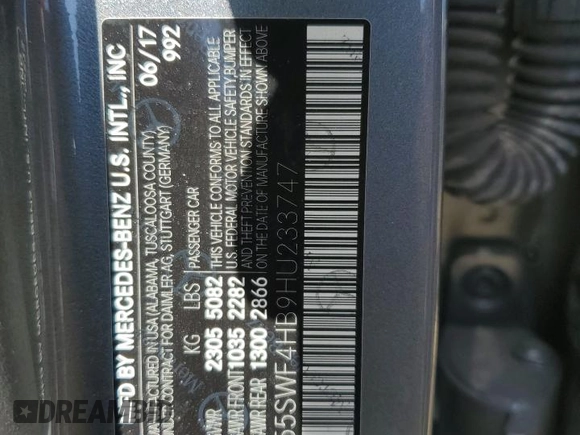 ED BY MERCEDES-BENZ U.S. INTL., INC
PRODUCED IN USA (ALABAMA, TUSCALOOSA COUNTY) 06/17
UNDER CONTRACT FOR DAIMLER AG, STUTTGART (GERMANY) 992
KG LBS PASSENGER CAR
2305 5082 THIS VEHICLE CONFORMS TO ALL APPLICABLE
FRONT 1035 2282 U.S. FEDERAL MOTOR VEHICLE SAFETY, BUMPER
REAR 1300 2866 AND THEFT PREVENTION STANDARDS IN EFFECT
ON THE DATE OF MANUFACTURE SHOWN ABOVE
55SWF4HB9HU233747
DREAMBID